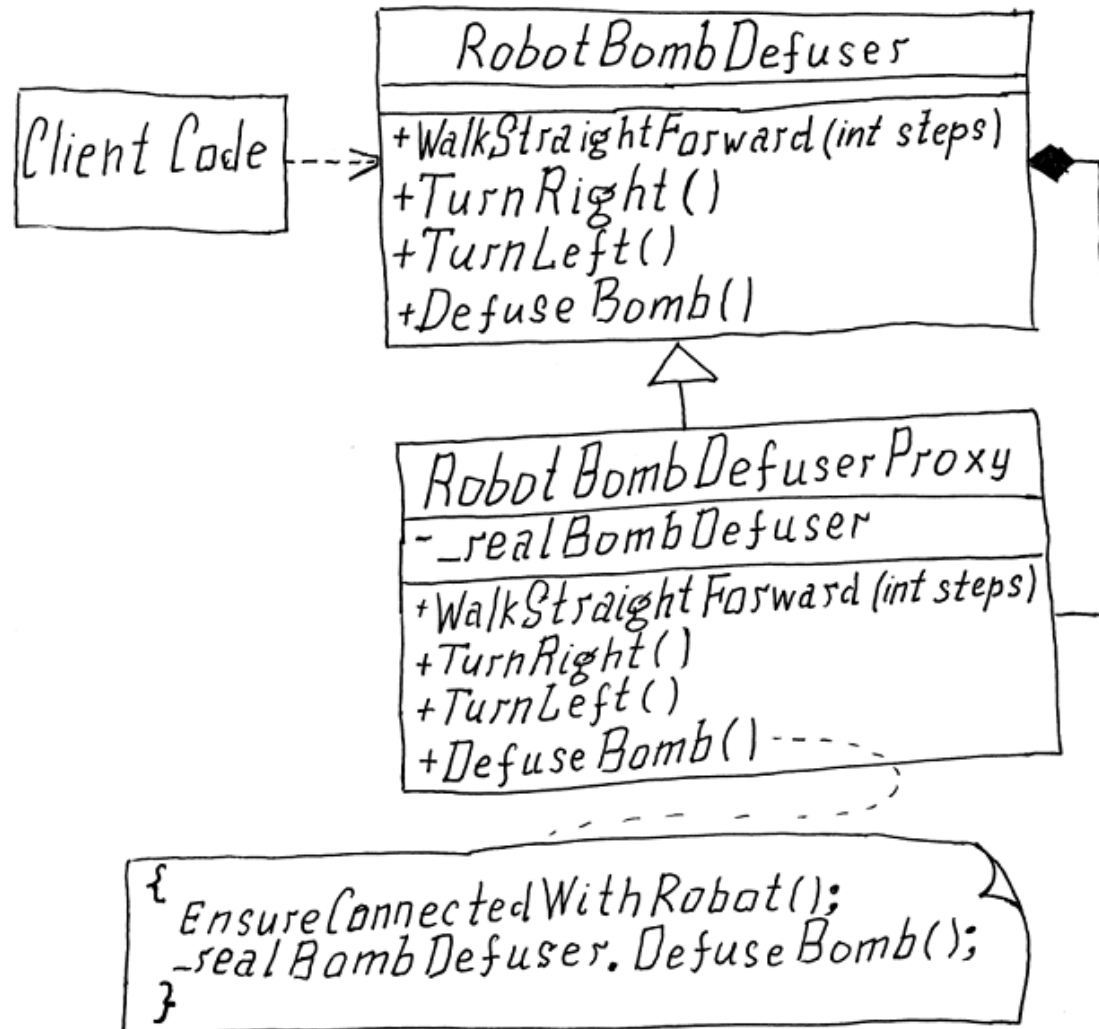 RobotBombDefuser
Client Code
+WalkStraightForward(int steps)
+TurnRight()
+TurnLeft()
+DefuseBomb()
RobotBombDefuserProxy
-_realBombDefuser
+WalkStraightForward(int steps)
+TurnRight()
+TurnLeft()
+DefuseBomb()
{
EnsureConnectedWithRobot();
_realBombDefuser.DefuseBomb();
}